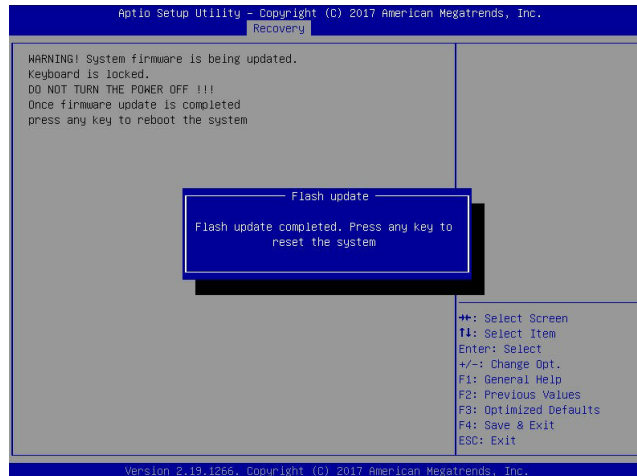 Aptio Setup Utility – Copyright (C) 2017 American Megatrends, Inc.
Recovery
WARNING! System firmware is being updated.
Keyboard is locked.
DO NOT TURN THE POWER OFF !!!
Once firmware update is completed
press any key to reboot the system
Flash update
Flash update completed. Press any key to
reset the system
→←: Select Screen
↑↓: Select Item
Enter: Select
+/-: Change Opt.
F1: General Help
F2: Previous Values
F3: Optimized Defaults
F4: Save & Exit
ESC: Exit
Version 2.19.1266. Copyright (C) 2017 American Megatrends, Inc.